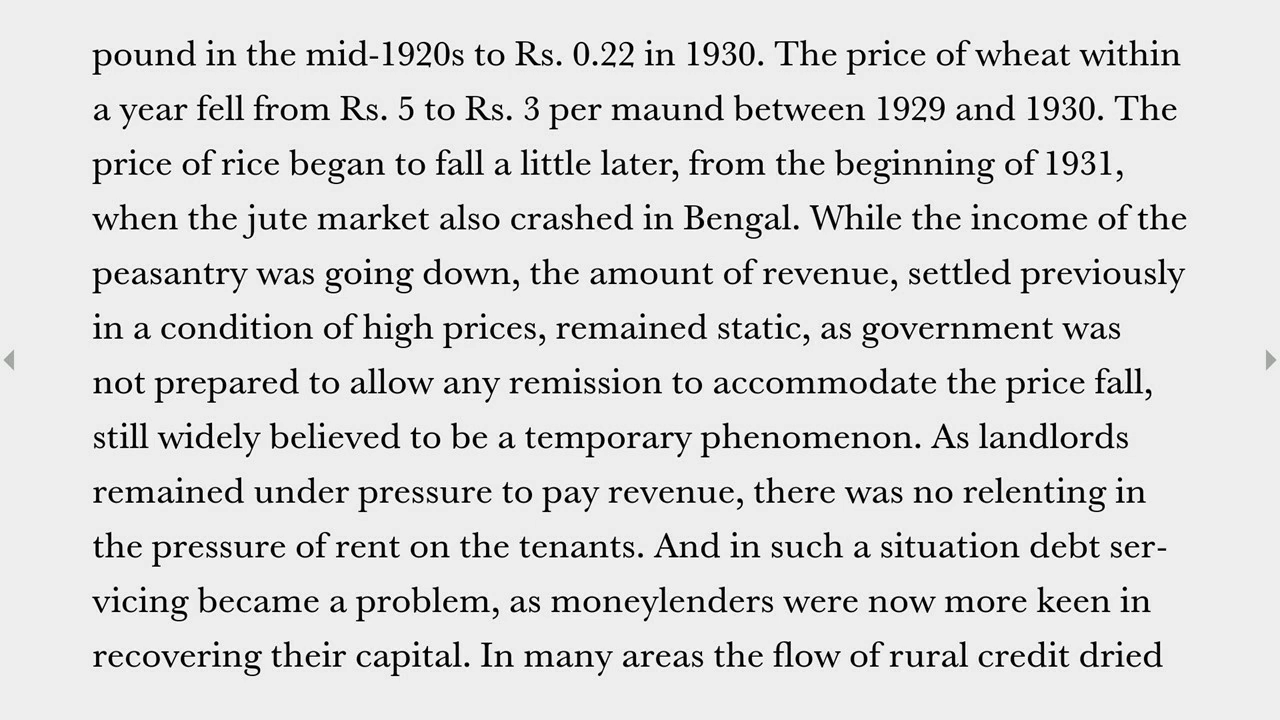 pound in the mid-1920s to Rs. 0.22 in 1930. The price of wheat within
a year fell from Rs. 5 to Rs. 3 per maund between 1929 and 1930. The
price of rice began to fall a little later, from the beginning of 1931,
when the jute market also crashed in Bengal. While the income of the
peasantry was going down, the amount of revenue, settled previously
in a condition of high prices, remained static, as government was
not prepared to allow any remission to accommodate the price fall,
still widely believed to be a temporary phenomenon. As landlords
remained under pressure to pay revenue, there was no relenting in
the pressure of rent on the tenants. And in such a situation debt ser-
vicing became a problem, as moneylenders were now more keen in
recovering their capital. In many areas the flow of rural credit dried